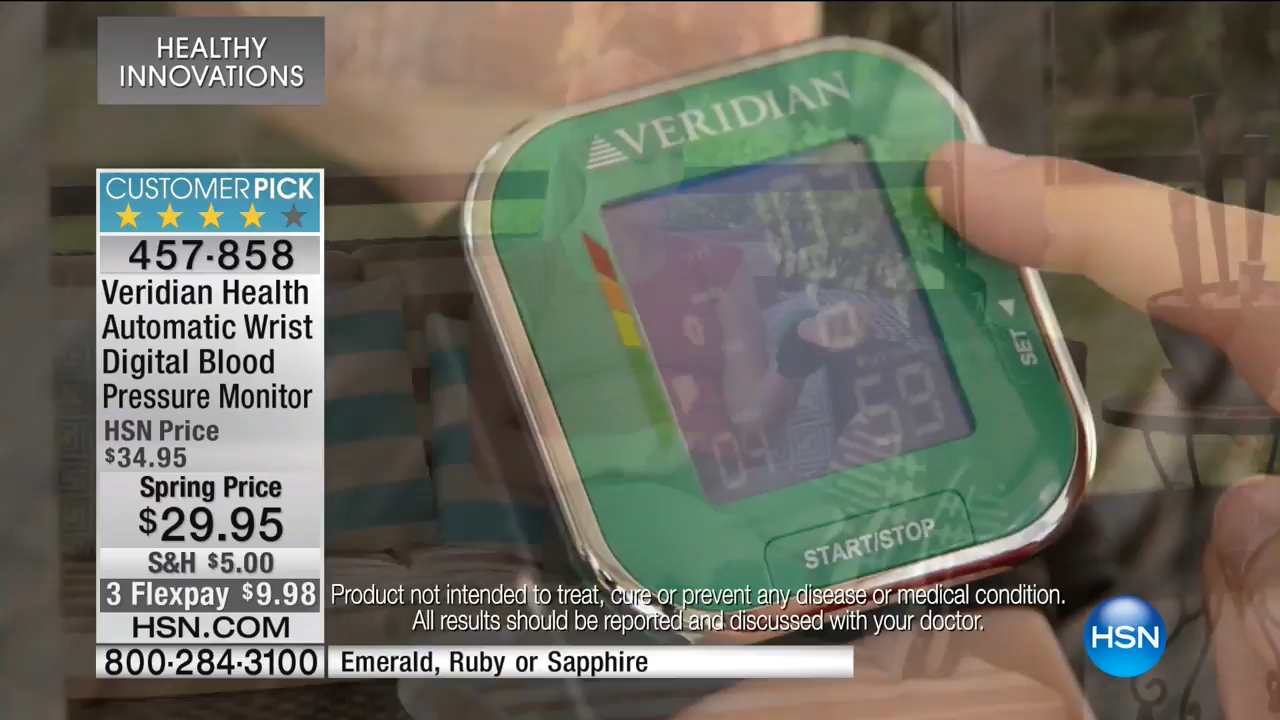 HEALTHY
INNOVATIONS
CUSTOMER PICK
457·858
Veridian Health
Automatic Wrist
Digital Blood
Pressure Monitor
HSN Price
$34.95
Spring Price
$29.95
S&H $5.00
3 Flexpay $9.98
HSN.COM
800·284·3100
VERIDIAN
SET
START/STOP
Product not intended to treat, cure or prevent any disease or medical condition.
All results should be reported and discussed with your doctor.
Emerald, Ruby or Sapphire
HSN